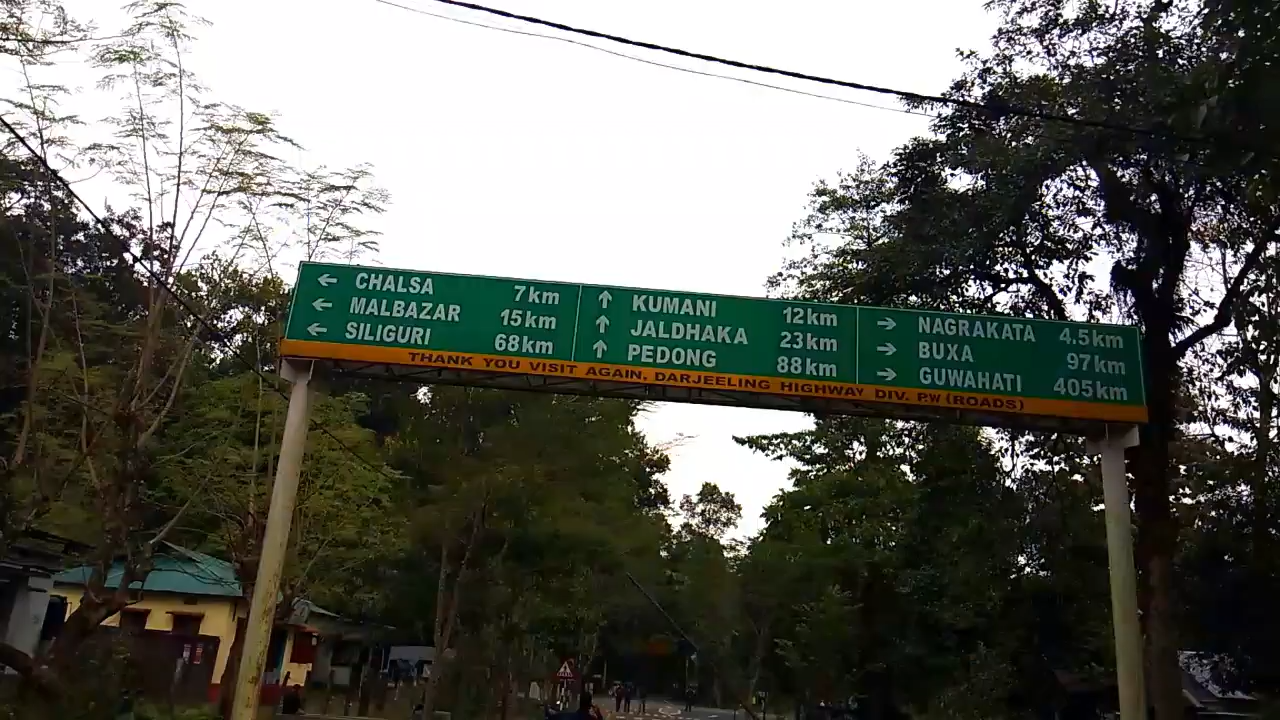 ← CHALSA 7km
← MALBAZAR 15km
← SILIGURI 68km
↑ KUMANI 12km
↑ JALDHAKA 23km
↑ PEDONG 88km
→ NAGRAKATA 4.5km
→ BUXA 97km
→ GUWAHATI 405km
THANK YOU VISIT AGAIN, DARJEELING HIGHWAY DIV. P.W (ROADS)